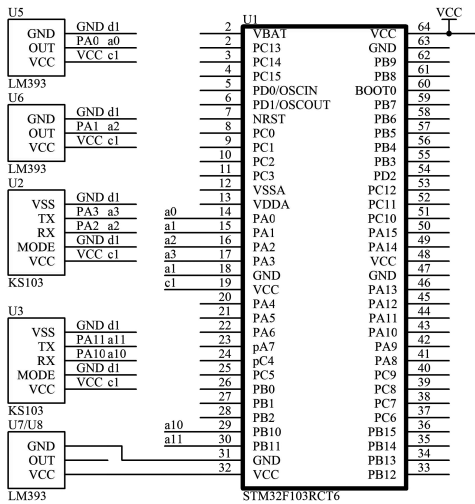 U5
GND GND d1
OUT PA0 a0
VCC VCC c1
LM393
U6
GND GND d1
OUT PA1 a2
VCC VCC c1
LM393
U2
VSS GND d1
TX PA3 a3
RX PA2 a2
MODE GND d1
VCC VCC c1
KS103
U3
VSS GND d1
TX PA11 a11
RX PA10 a10
MODE GND d1
VCC VCC c1
KS103
U7/U8
GND
OUT
VCC
LM393
U1
VCC
2 VBAT VCC 64
2 PC13 GND 63
3 PC14 PB9 62
4 PC15 PB8 61
5 PD0/OSCIN BOOT0 60
6 PD1/OSCOUT PB7 59
7 NRST PB6 58
8 PC0 PB5 57
9 PC1 PB4 56
10 PC2 PB3 55
11 PC3 PD2 54
12 VSSA PC12 53
13 VDDA PC11 52
a0 14 PA0 PC10 51
a1 15 PA1 PA15 50
a2 16 PA2 PA14 49
a3 17 PA3 VCC 48
a1 18 GND GND 47
c1 19 VCC PA13 46
20 PA4 PA12 45
21 PA5 PA11 44
22 PA6 PA10 43
23 pA7 PA9 42
24 pC4 PA8 41
25 PC5 PC9 40
26 PB0 PC8 39
27 PB1 PC7 38
28 PB2 PC6 37
a10 29 PB10 PB15 36
a11 30 PB11 PB14 35
31 GND PB13 34
32 VCC PB12 33
STM32F103RCT6